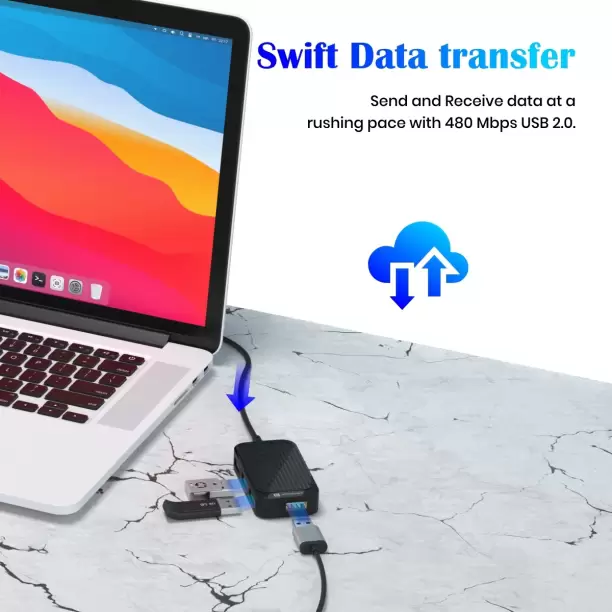 Swift Data transfer
Send and Receive data at a
rushing pace with 480 Mbps USB 2.0.